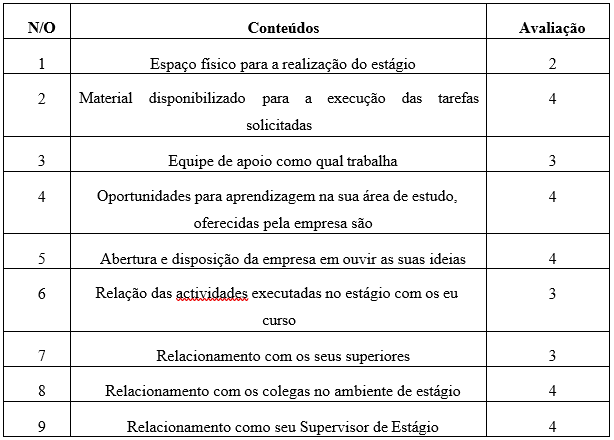 N/O Conteúdos Avaliação
1 Espaço físico para a realização do estágio 2
2 Material disponibilizado para a execução das tarefas 4
solicitadas
3 Equipe de apoio como qual trabalha 3
4 Oportunidades para aprendizagem na sua área de estudo, 4
oferecidas pela empresa são
5 Abertura e disposição da empresa em ouvir as suas ideias 4
6 Relação das actividades executadas no estágio com os eu 3
curso
7 Relacionamento com os seus superiores 3
8 Relacionamento com os colegas no ambiente de estágio 4
9 Relacionamento como seu Supervisor de Estágio 4